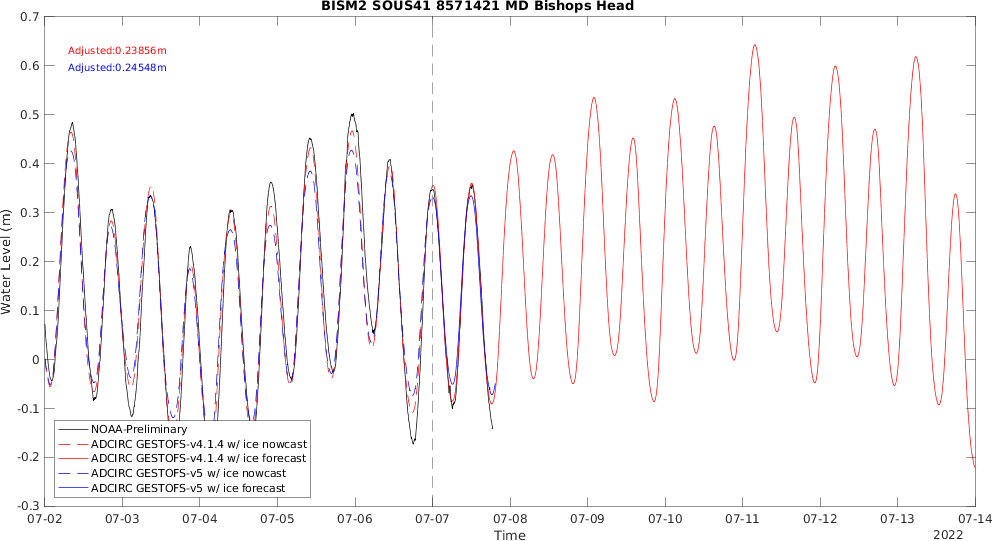 BISM2 SOUS41 8571421 MD Bishops Head
0.7
0.6
0.5
0.4
0.3
0.2
0.1
0
-0.1
-0.2
-0.3
Water Level (m)
Adjusted:0.23856m
Adjusted:0.24548m
NOAA-Preliminary
ADCIRC GESTOFS-v4.1.4 w/ ice nowcast
ADCIRC GESTOFS-v4.1.4 w/ ice forecast
ADCIRC GESTOFS-v5 w/ ice nowcast
ADCIRC GESTOFS-v5 w/ ice forecast
07-02 07-03 07-04 07-05 07-06 07-07 07-08 07-09 07-10 07-11 07-12 07-13 07-14
Time
2022